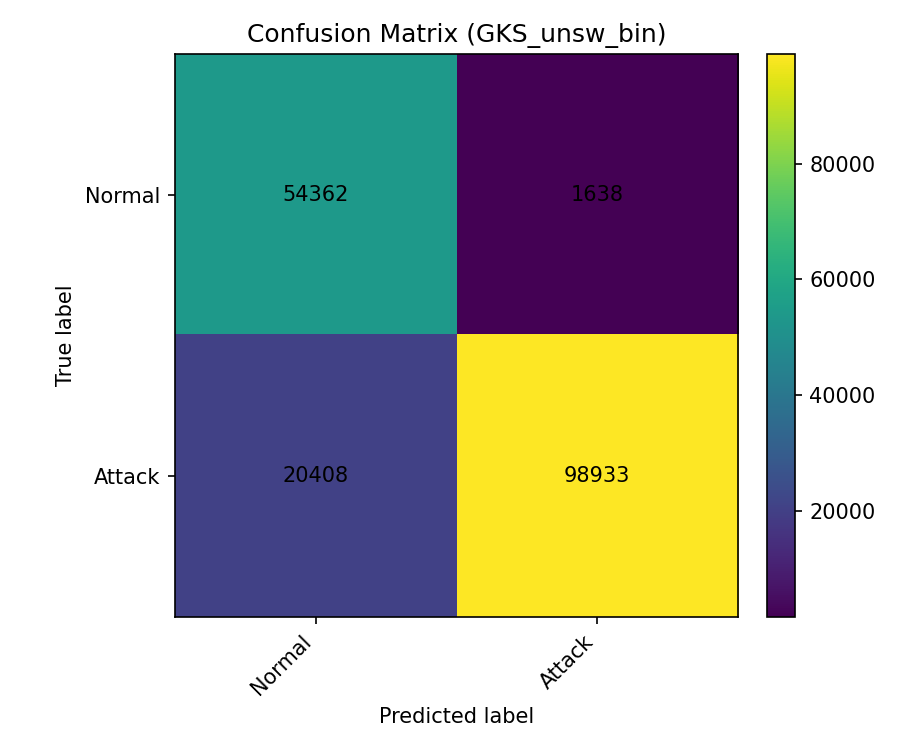 Confusion Matrix (GKS_unsw_bin)
80000
Normal
54362
1638
60000
True label
40000
Attack
20408
98933
20000
Normal
Attack
Predicted label